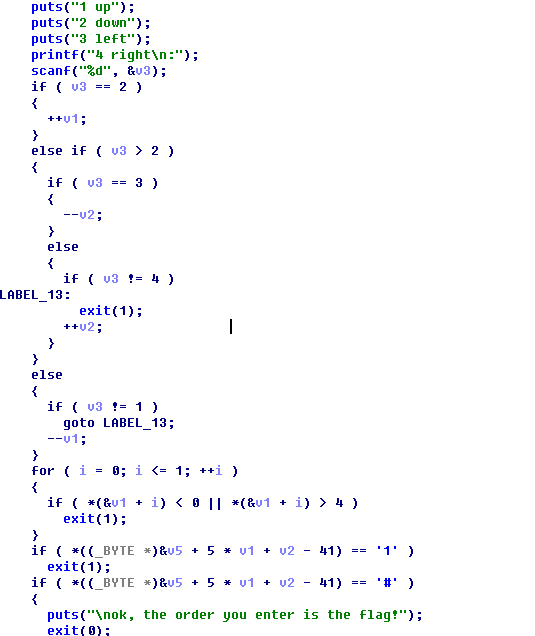 puts("1 up");
puts("2 down");
puts("3 left");
printf("4 right\n:");
scanf("%d", &v3);
if ( v3 == 2 )
{
++v1;
}
else if ( v3 > 2 )
{
if ( v3 == 3 )
{
--v2;
}
else
{
if ( v3 != 4 )
LABEL_13:
exit(1);
++v2;
}
}
else
{
if ( v3 != 1 )
goto LABEL_13;
--v1;
}
for ( i = 0; i <= 1; ++i )
{
if ( *(&v1 + i) < 0 || *(&v1 + i) > 4 )
exit(1);
}
if ( *((_BYTE *)&v5 + 5 * v1 + v2 - 41) == '1' )
exit(1);
if ( *((_BYTE *)&v5 + 5 * v1 + v2 - 41) == '#' )
{
puts("\nok, the order you enter is the flag!");
exit(0);